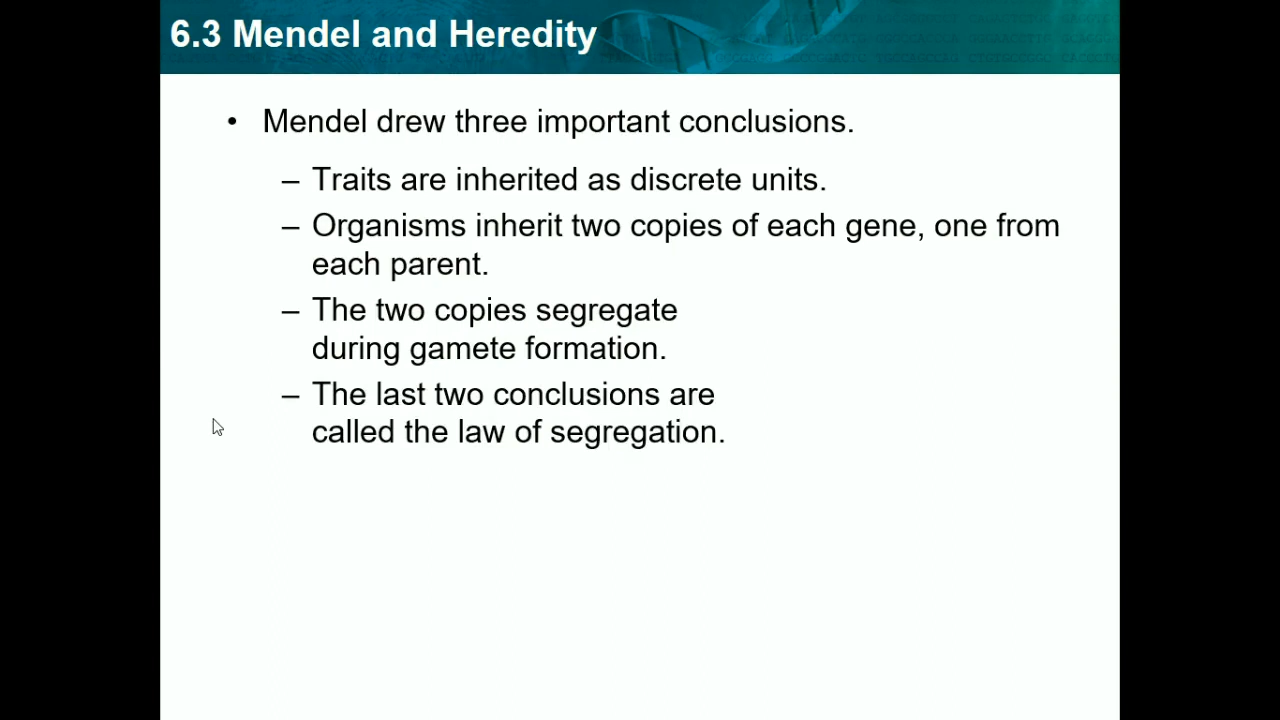 6.3 Mendel and Heredity
• Mendel drew three important conclusions.
– Traits are inherited as discrete units.
– Organisms inherit two copies of each gene, one from
each parent.
– The two copies segregate
during gamete formation.
– The last two conclusions are
called the law of segregation.